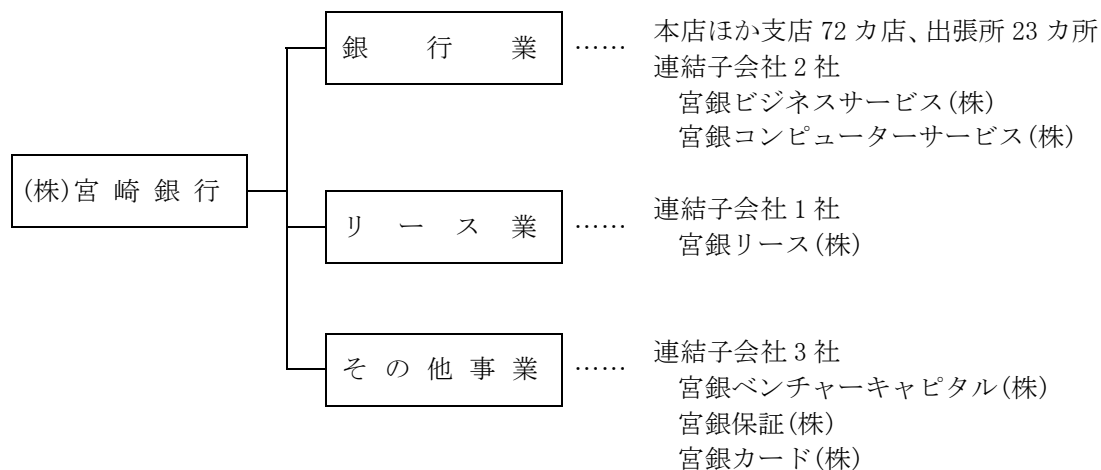 銀行業 …… 本店ほか支店 72 カ店、出張所 23 カ所
連結子会社 2 社
宮銀ビジネスサービス(株)
宮銀コンピューターサービス(株)
(株)宮崎銀行
リース業 …… 連結子会社 1 社
宮銀リース(株)
その他事業 …… 連結子会社 3 社
宮銀ベンチャーキャピタル(株)
宮銀保証(株)
宮銀カード(株)